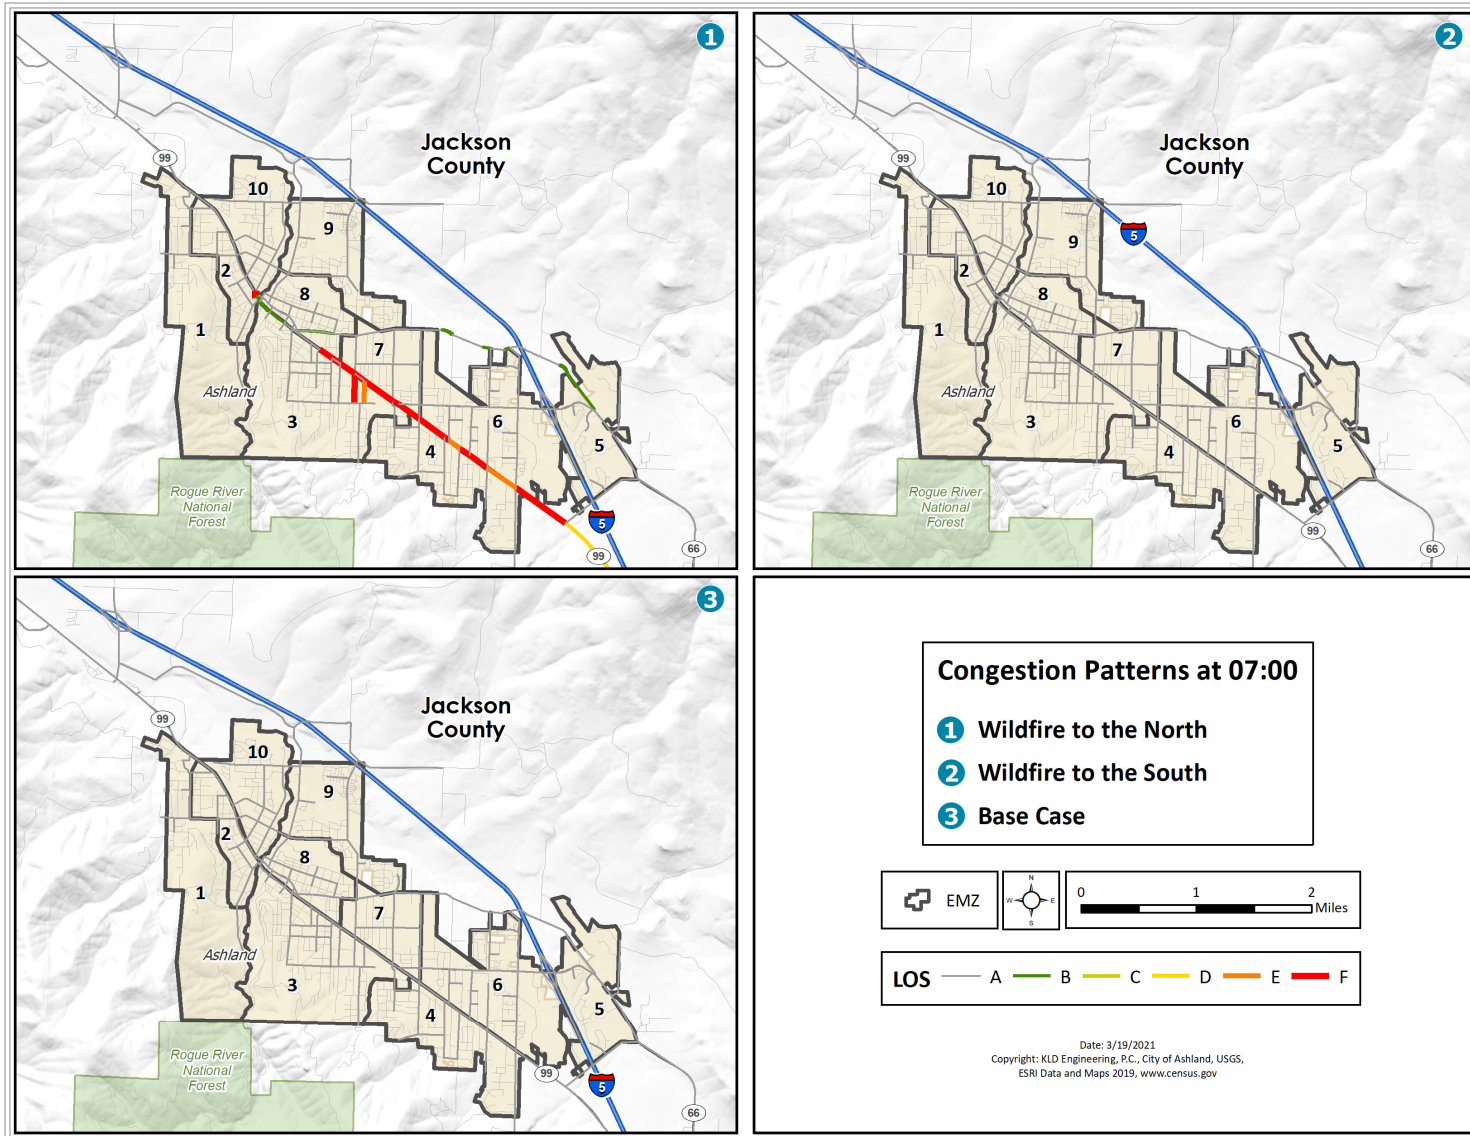 1
Jackson
County
99
10
9
2
8
1
7
Ashland
3
6
4
5
Rogue River
National
Forest
5
99
66
2
Jackson
County
99
5
10
9
2
8
1
7
Ashland
3
6
4
5
Rogue River
National
Forest
99
66
3
Jackson
County
99
10
9
2
8
1
7
Ashland
3
6
4
5
Rogue River
National
Forest
99
5
66
Congestion Patterns at 07:00
1 Wildfire to the North
2 Wildfire to the South
3 Base Case
EMZ
N
W E
S
0 1 2
Miles
LOS A B C D E F
Date: 3/19/2021
Copyright: KLD Engineering, P.C., City of Ashland, USGS,
ESRI Data and Maps 2019, www.census.gov